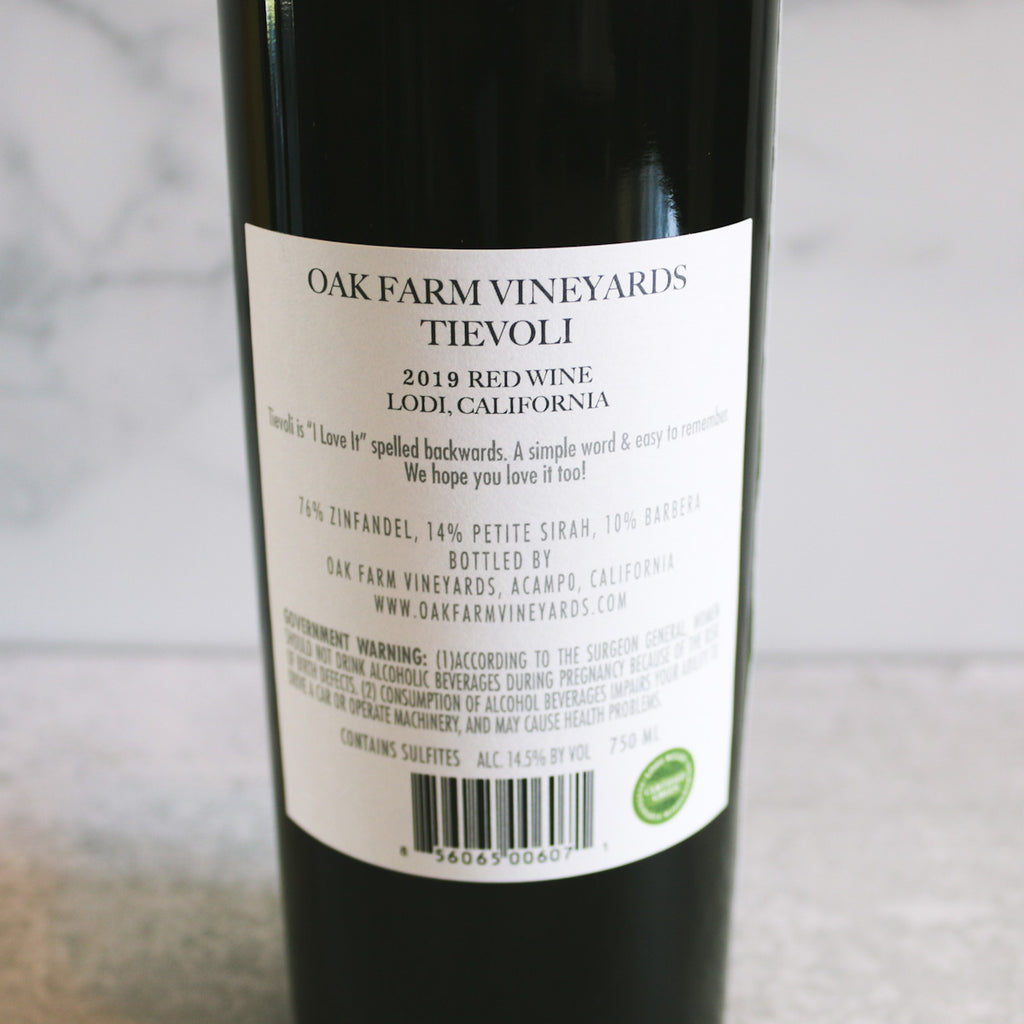 OAK FARM VINEYARDS
TIEVOLI
2019 RED WINE
LODI, CALIFORNIA
Tievoli is "I Love It" spelled backwards. A simple word & easy to remember.
We hope you love it too!
76% ZINFANDEL, 14% PETITE SIRAH, 10% BARBERA
BOTTLED BY
OAK FARM VINEYARDS, ACAMPO, CALIFORNIA
WWW.OAKFARMVINEYARDS.COM
GOVERNMENT WARNING: (1)ACCORDING TO THE SURGEON GENERAL, WOMEN
SHOULD NOT DRINK ALCOHOLIC BEVERAGES DURING PREGNANCY BECAUSE OF THE RISK
OF BIRTH DEFECTS. (2) CONSUMPTION OF ALCOHOL BEVERAGES IMPAIRS YOUR ABILITY TO
DRIVE A CAR OR OPERATE MACHINERY, AND MAY CAUSE HEALTH PROBLEMS.
CONTAINS SULFITES ALC. 14.5% BY VOL 750 ML
CERTIFIED
GREEN
8 56065 00607 1